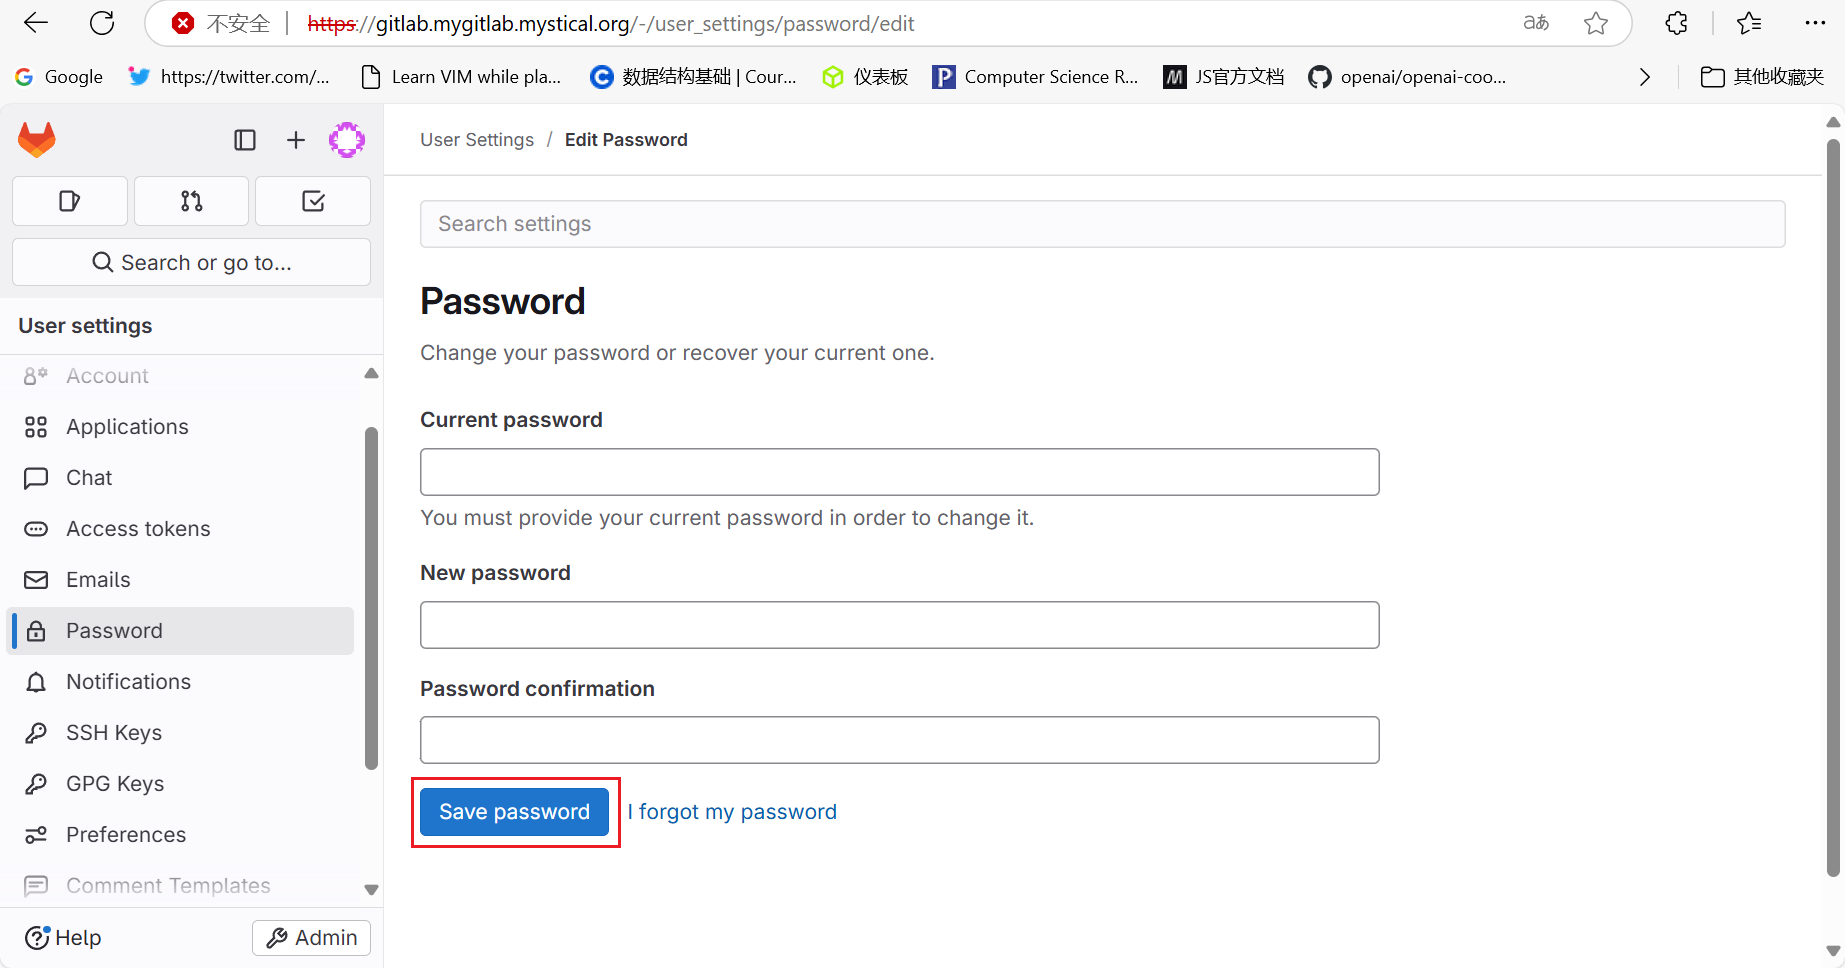 不安全 | https://gitlab.mygitlab.mystical.org/-/user_settings/password/edit aあ
Google https://twitter.com/... Learn VIM while pla... 数据结构基础 | Cour... 仪表板 Computer Science R... JS官方文档 openai/openai-coo... 其他收藏夹
User Settings / Edit Password
Search settings
Search or go to...
User settings
Account
Applications
Chat
Access tokens
Emails
Password
Notifications
SSH Keys
GPG Keys
Preferences
Comment Templates
Help
Admin
Password
Change your password or recover your current one.
Current password
You must provide your current password in order to change it.
New password
Password confirmation
Save password I forgot my password